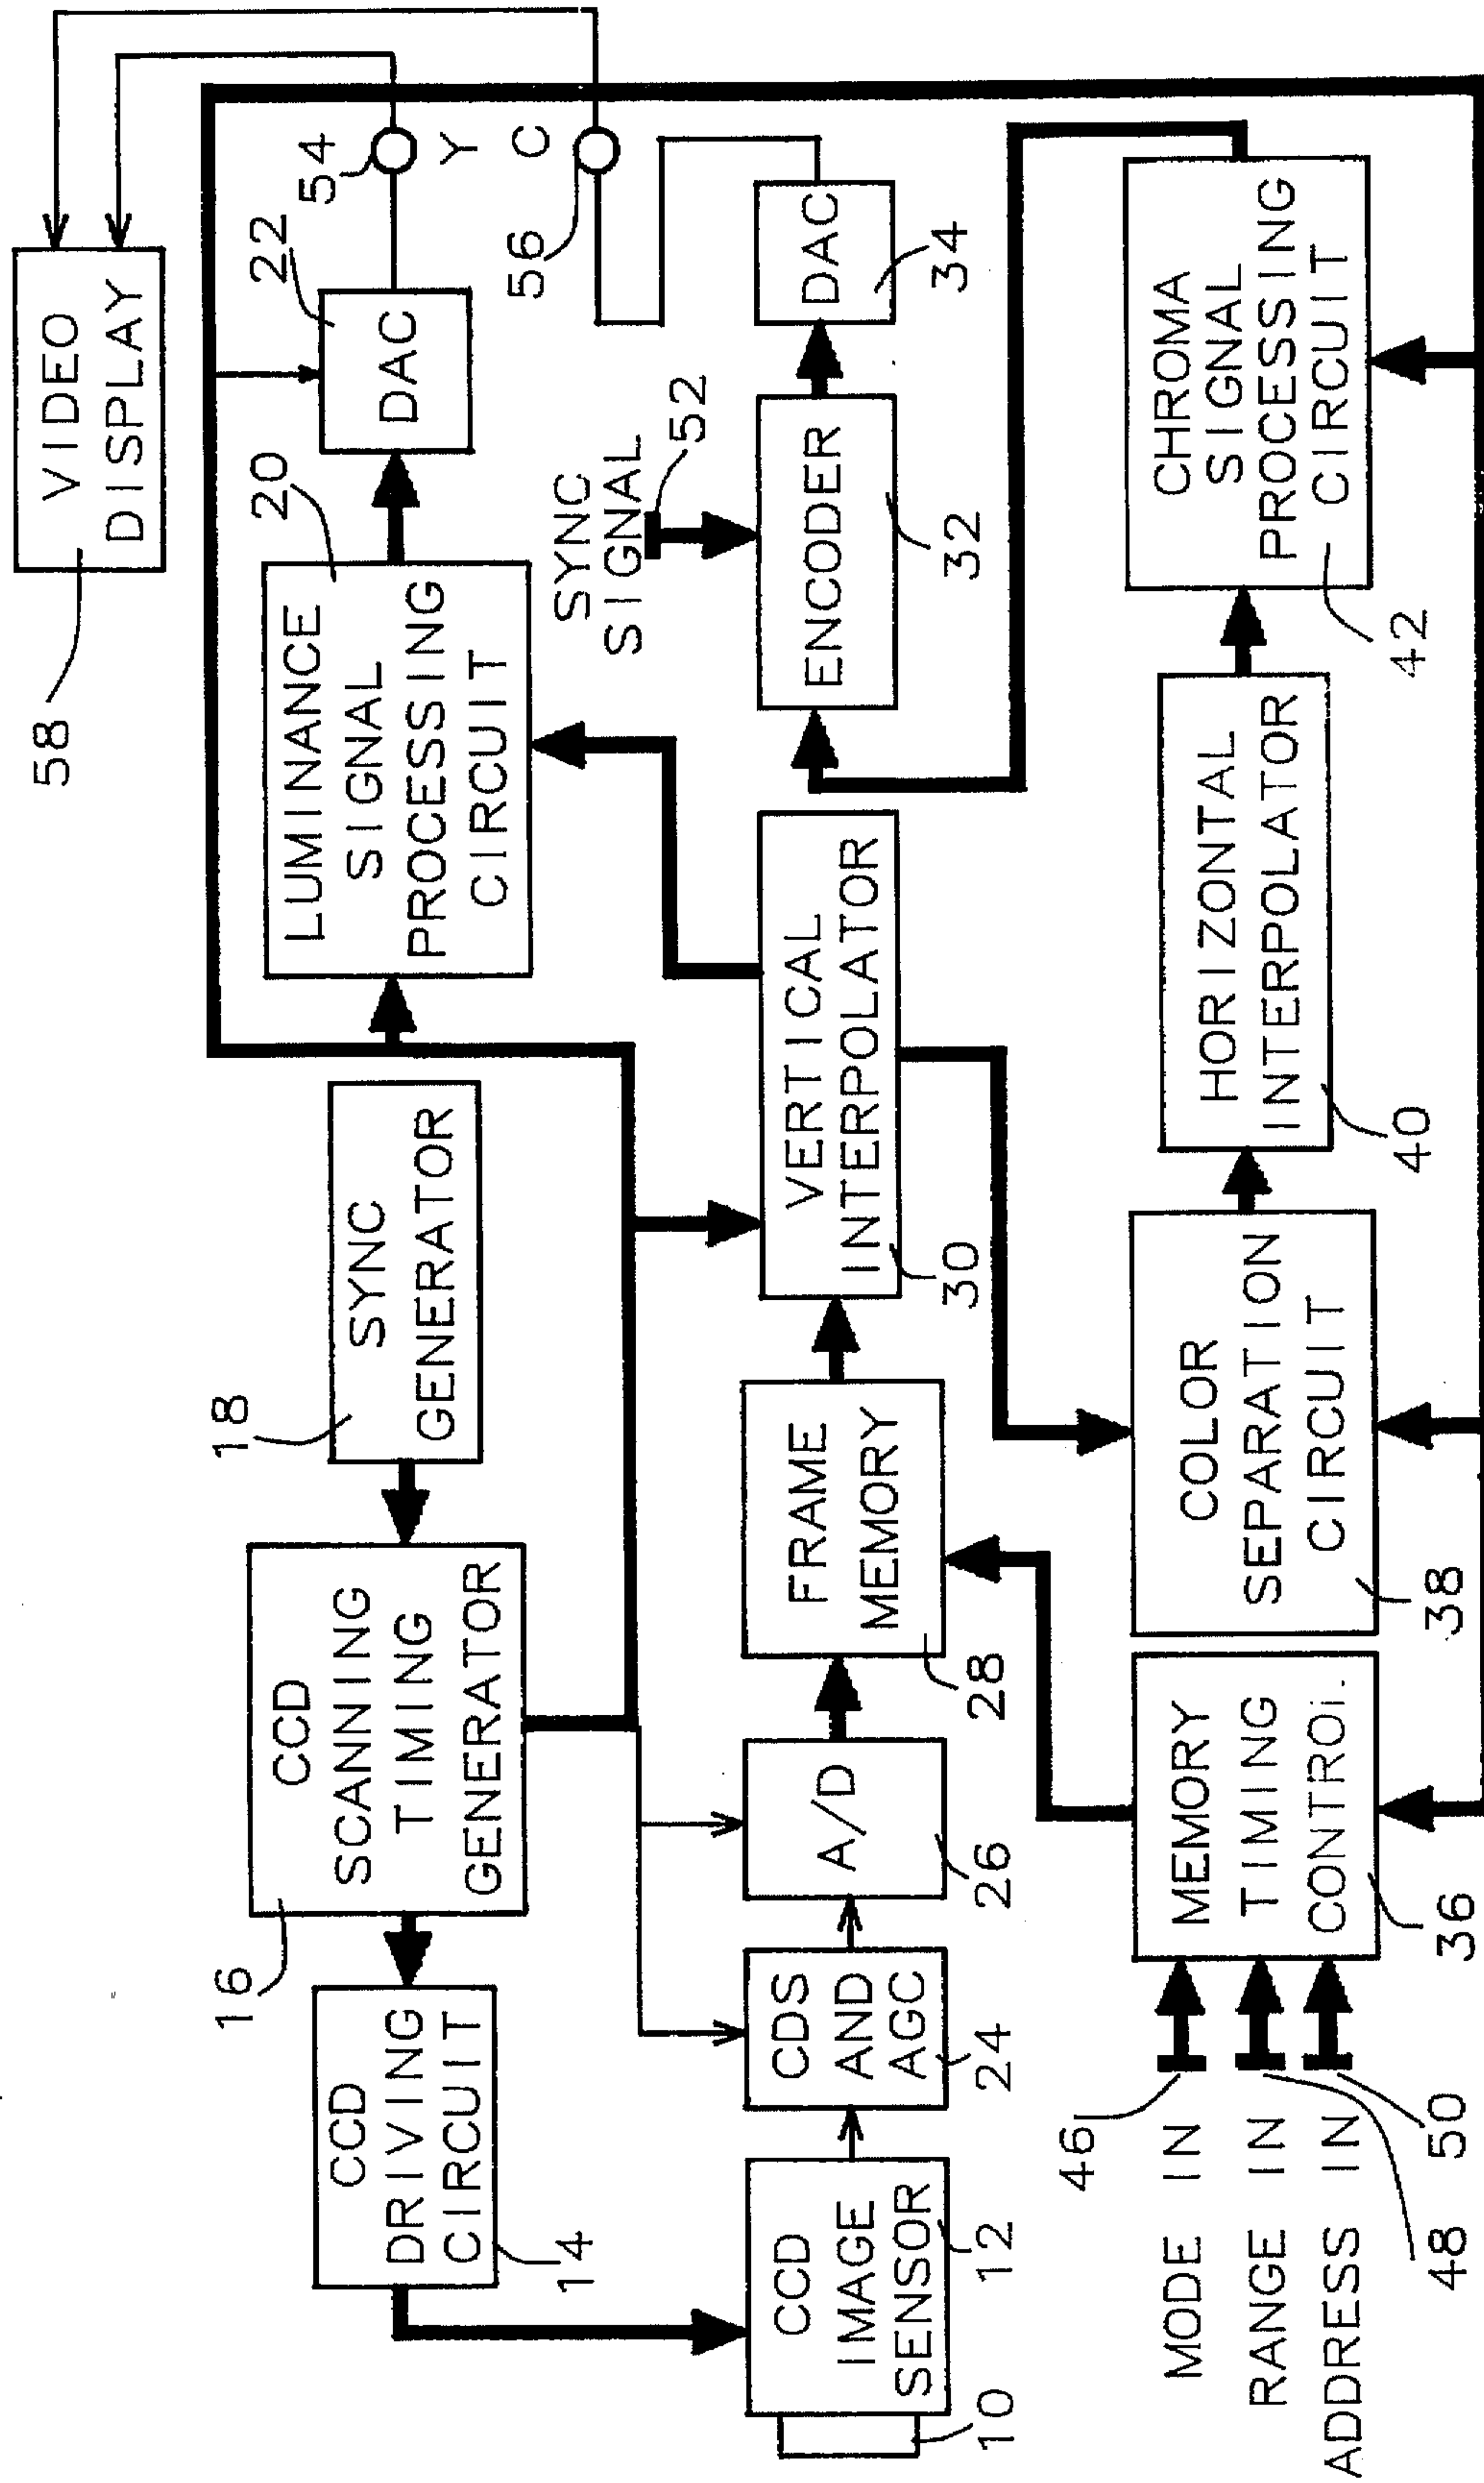 VIDEO
DISPLAY
58
CCD
DRIVING
CIRCUIT
14
CCD
SCANNING
TIMING
GENERATOR
16
SYNC
GENERATOR
18
LUMINANCE
SIGNAL
PROCESSING
CIRCUIT
20
DAC
22
54
Y
C
56
SYNC
SIGNAL
52
CCD
IMAGE
SENSOR
10
12
CDS
AND
AGC
24
A/D
26
FRAME
MEMORY
28
VERTICAL
INTERPOLATOR
30
ENCODER
32
DAC
34
46
MODE IN
RANGE IN
ADDRESS IN
48
50
MEMORY
TIMING
CONTROL
36
COLOR
SEPARATION
CIRCUIT
38
HORIZONTAL
INTERPOLATOR
40
CHROMA
SIGNAL
PROCESSING
CIRCUIT
42